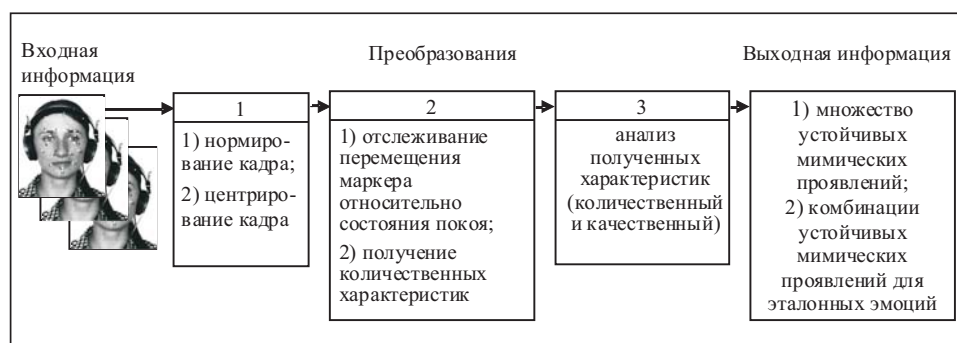 Входная
информация
Преобразования
Выходная информация
1
1) нормиро-
вание кадра;
2) центриро-
вание кадра
2
1) отслеживание
перемещения
маркера
относительно
состояния покоя;
2) получение
количественных
характеристик
3
анализ
полученных
характеристик
(количественный
и качественный)
1) множество
устойчивых
мимических
проявлений;
2) комбинации
устойчивых
мимических
проявлений для
эталонных эмоций